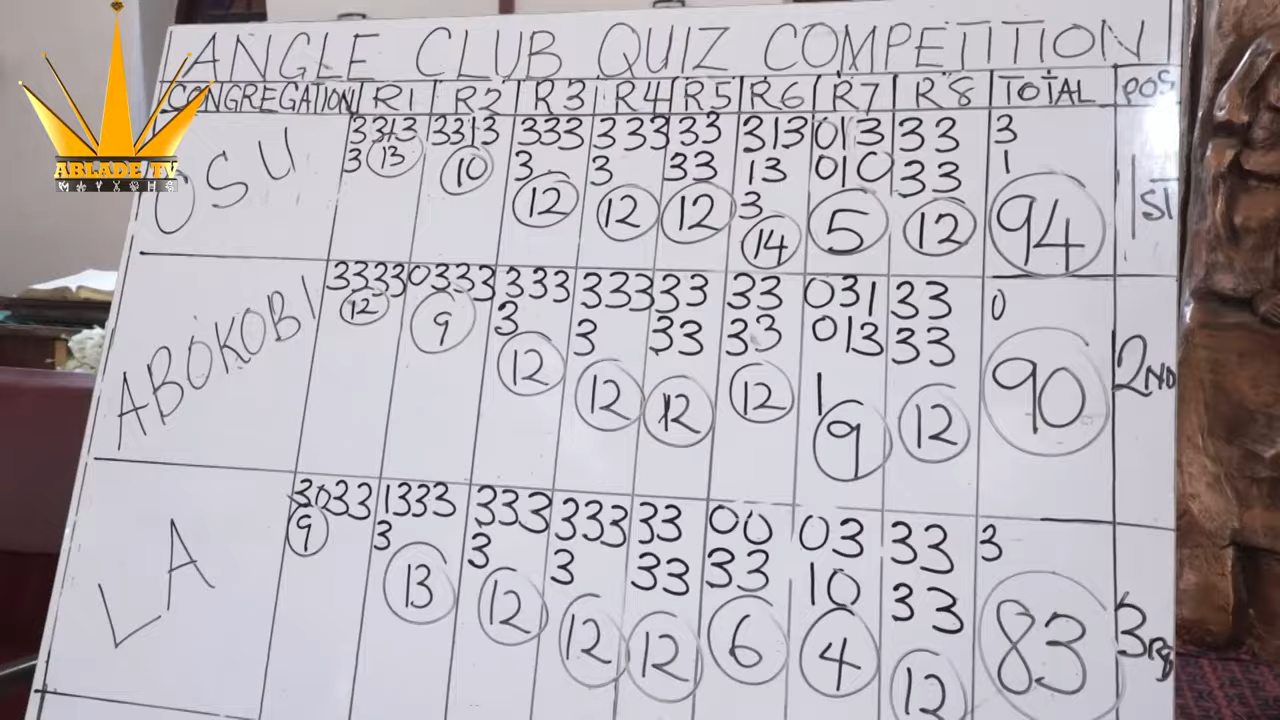 ANGLE CLUB QUIZ COMPETITION
CONGREGATION R1 R2 R3 R4 R5 R6 R7 R8 TOTAL POS
OSU 3313 3313 333 333 33 313 013 33 3 1ST
3 13 10 3 3 33 13 010 33 1
12 12 12 3 14 5 12 94
ABOKOBI 3333 0333 333 333 33 33 031 33 0 2ND
12 9 3 3 33 33 013 33
12 12 12 12 1 9 12 90
LA 3033 1333 333 333 33 00 03 33 3 3RD
9 3 3 3 33 33 10 33
13 12 12 12 6 4 12 83
ABLADE TV